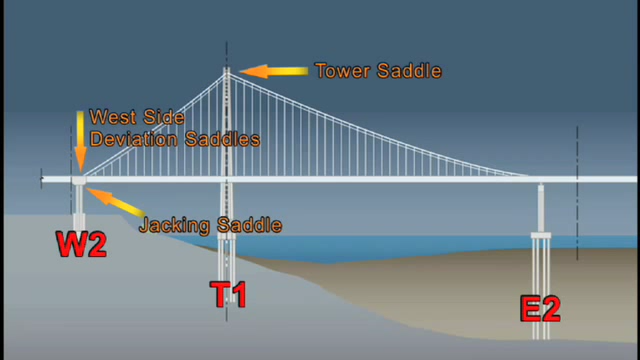 Tower Saddle
West Side
Deviation Saddles
Jacking Saddle
W2
T1
E2